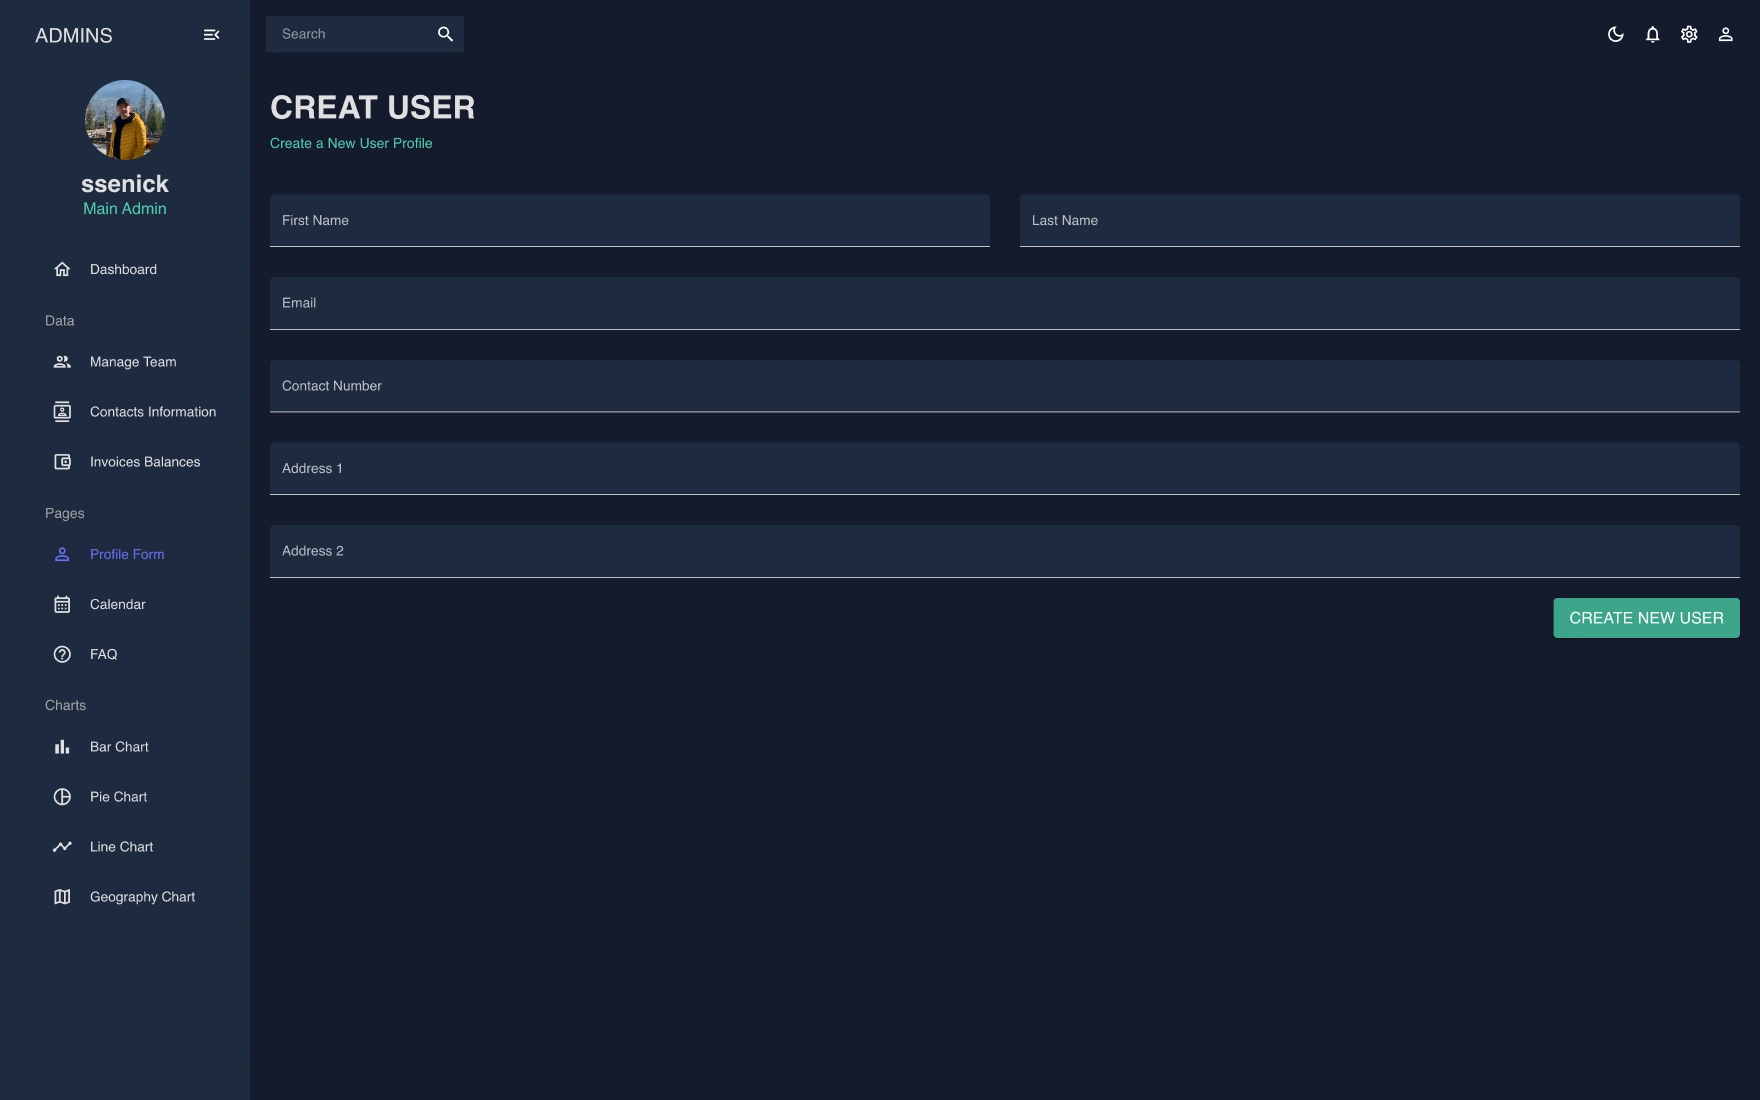 ADMINS
ssenick
Main Admin
Dashboard
Data
Manage Team
Contacts Information
Invoices Balances
Pages
Profile Form
Calendar
FAQ
Charts
Bar Chart
Pie Chart
Line Chart
Geography Chart
Search
CREAT USER
Create a New User Profile
First Name
Last Name
Email
Contact Number
Address 1
Address 2
CREATE NEW USER